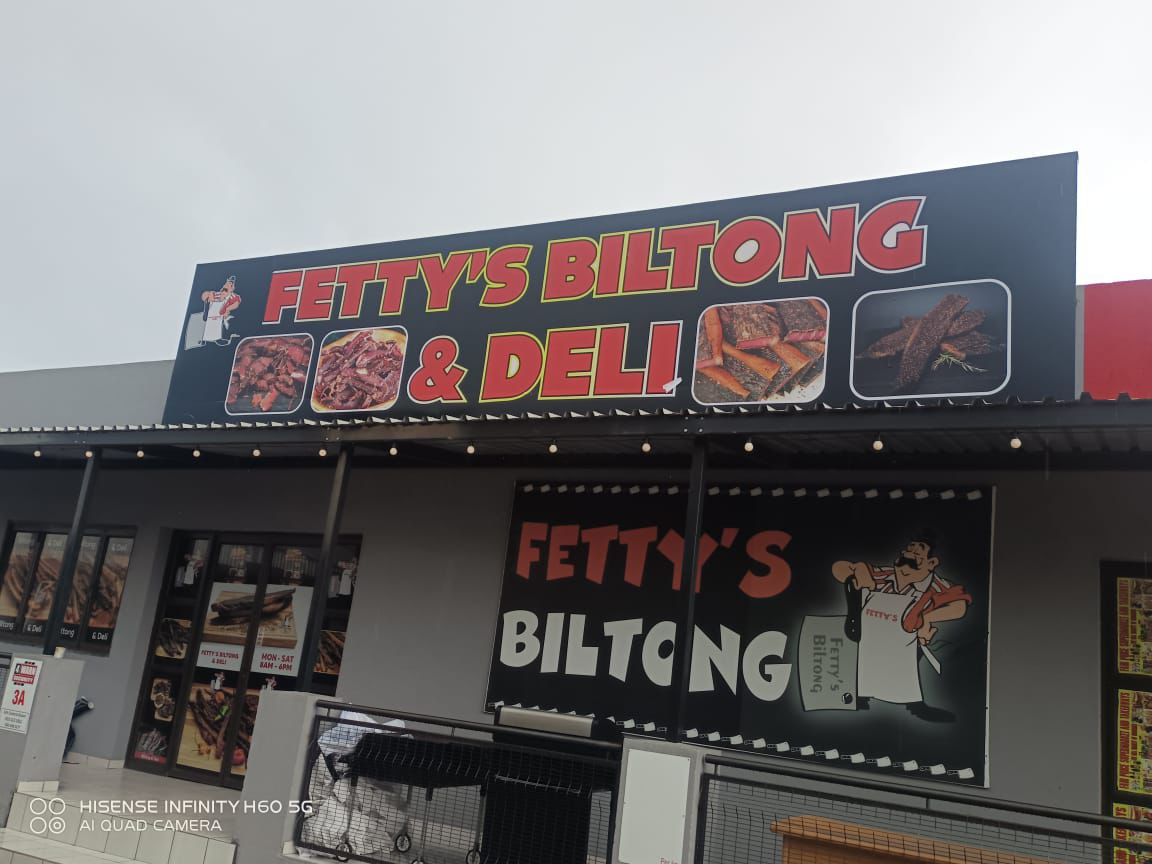 FETTY'S BILTONG
& DELI
FETTY'S
BILTONG
FETTY'S
FETTY'S
BILTONG
& Deli
& Deli
FETTY'S BILTONG
& DELI
MON - SAT
8AM - 6PM
3A
HISENSE INFINITY H60 5G
AI QUAD CAMERA